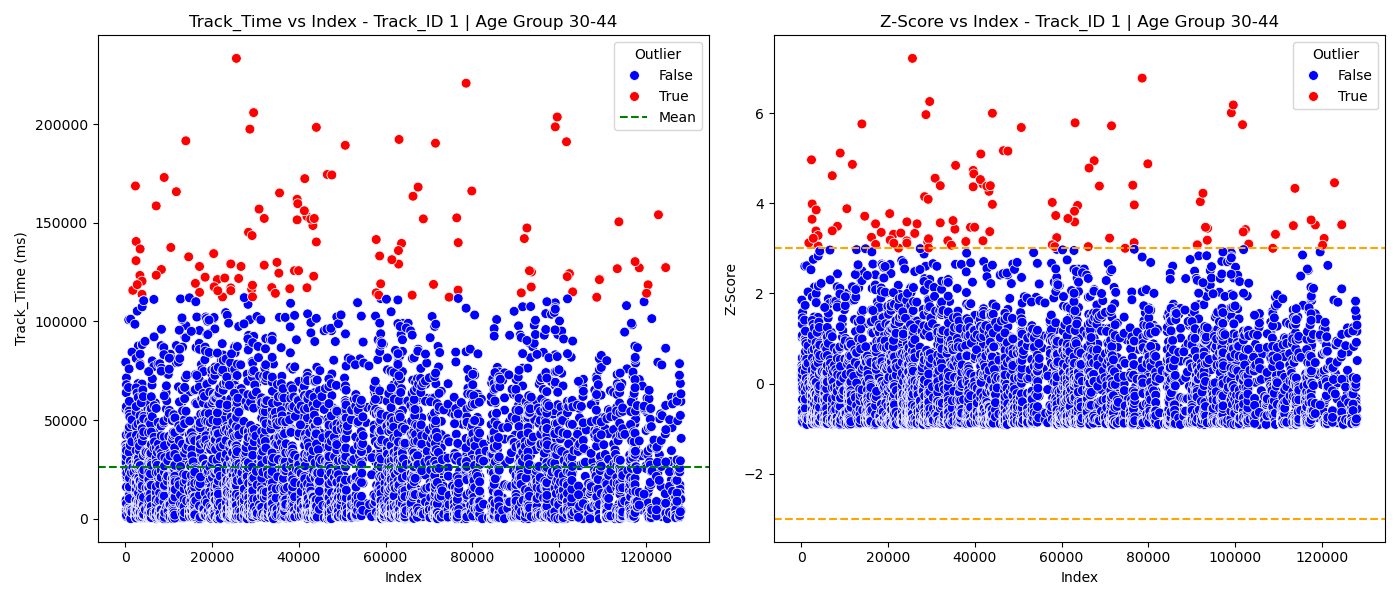 Track_Time vs Index - Track_ID 1 | Age Group 30-44
Outlier
False
True
Mean
200000
150000
100000
50000
0
Track_Time (ms)
0
20000
40000
60000
80000
100000
120000
Index
Z-Score vs Index - Track_ID 1 | Age Group 30-44
Outlier
False
True
6
4
2
0
−2
Z-Score
0
20000
40000
60000
80000
100000
120000
Index